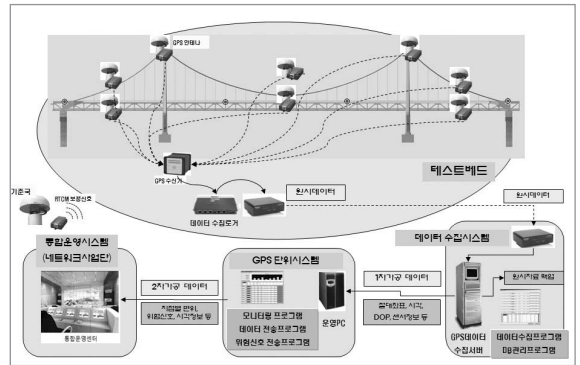 GPS 안테나
테스트베드
GPS 수신기
원시데이터
데이터 수집로거
기준국
RTCM 보정신호
통합운영시스템
(네트워크사업단)
통합운영센터
2차가공 데이터
지점별 변위,
위험신호, 시각정보 등
GPS 단위시스템
모니터링 프로그램
데이터 전송프로그램
위험신호 전송프로그램
운영PC
1차가공 데이터
절대좌표, 시각,
DOP, 센서정보 등
원시데이터
데이터 수집시스템
원시자료 백업
GPS데이터
수집서버
데이터수집프로그램
DB관리프로그램